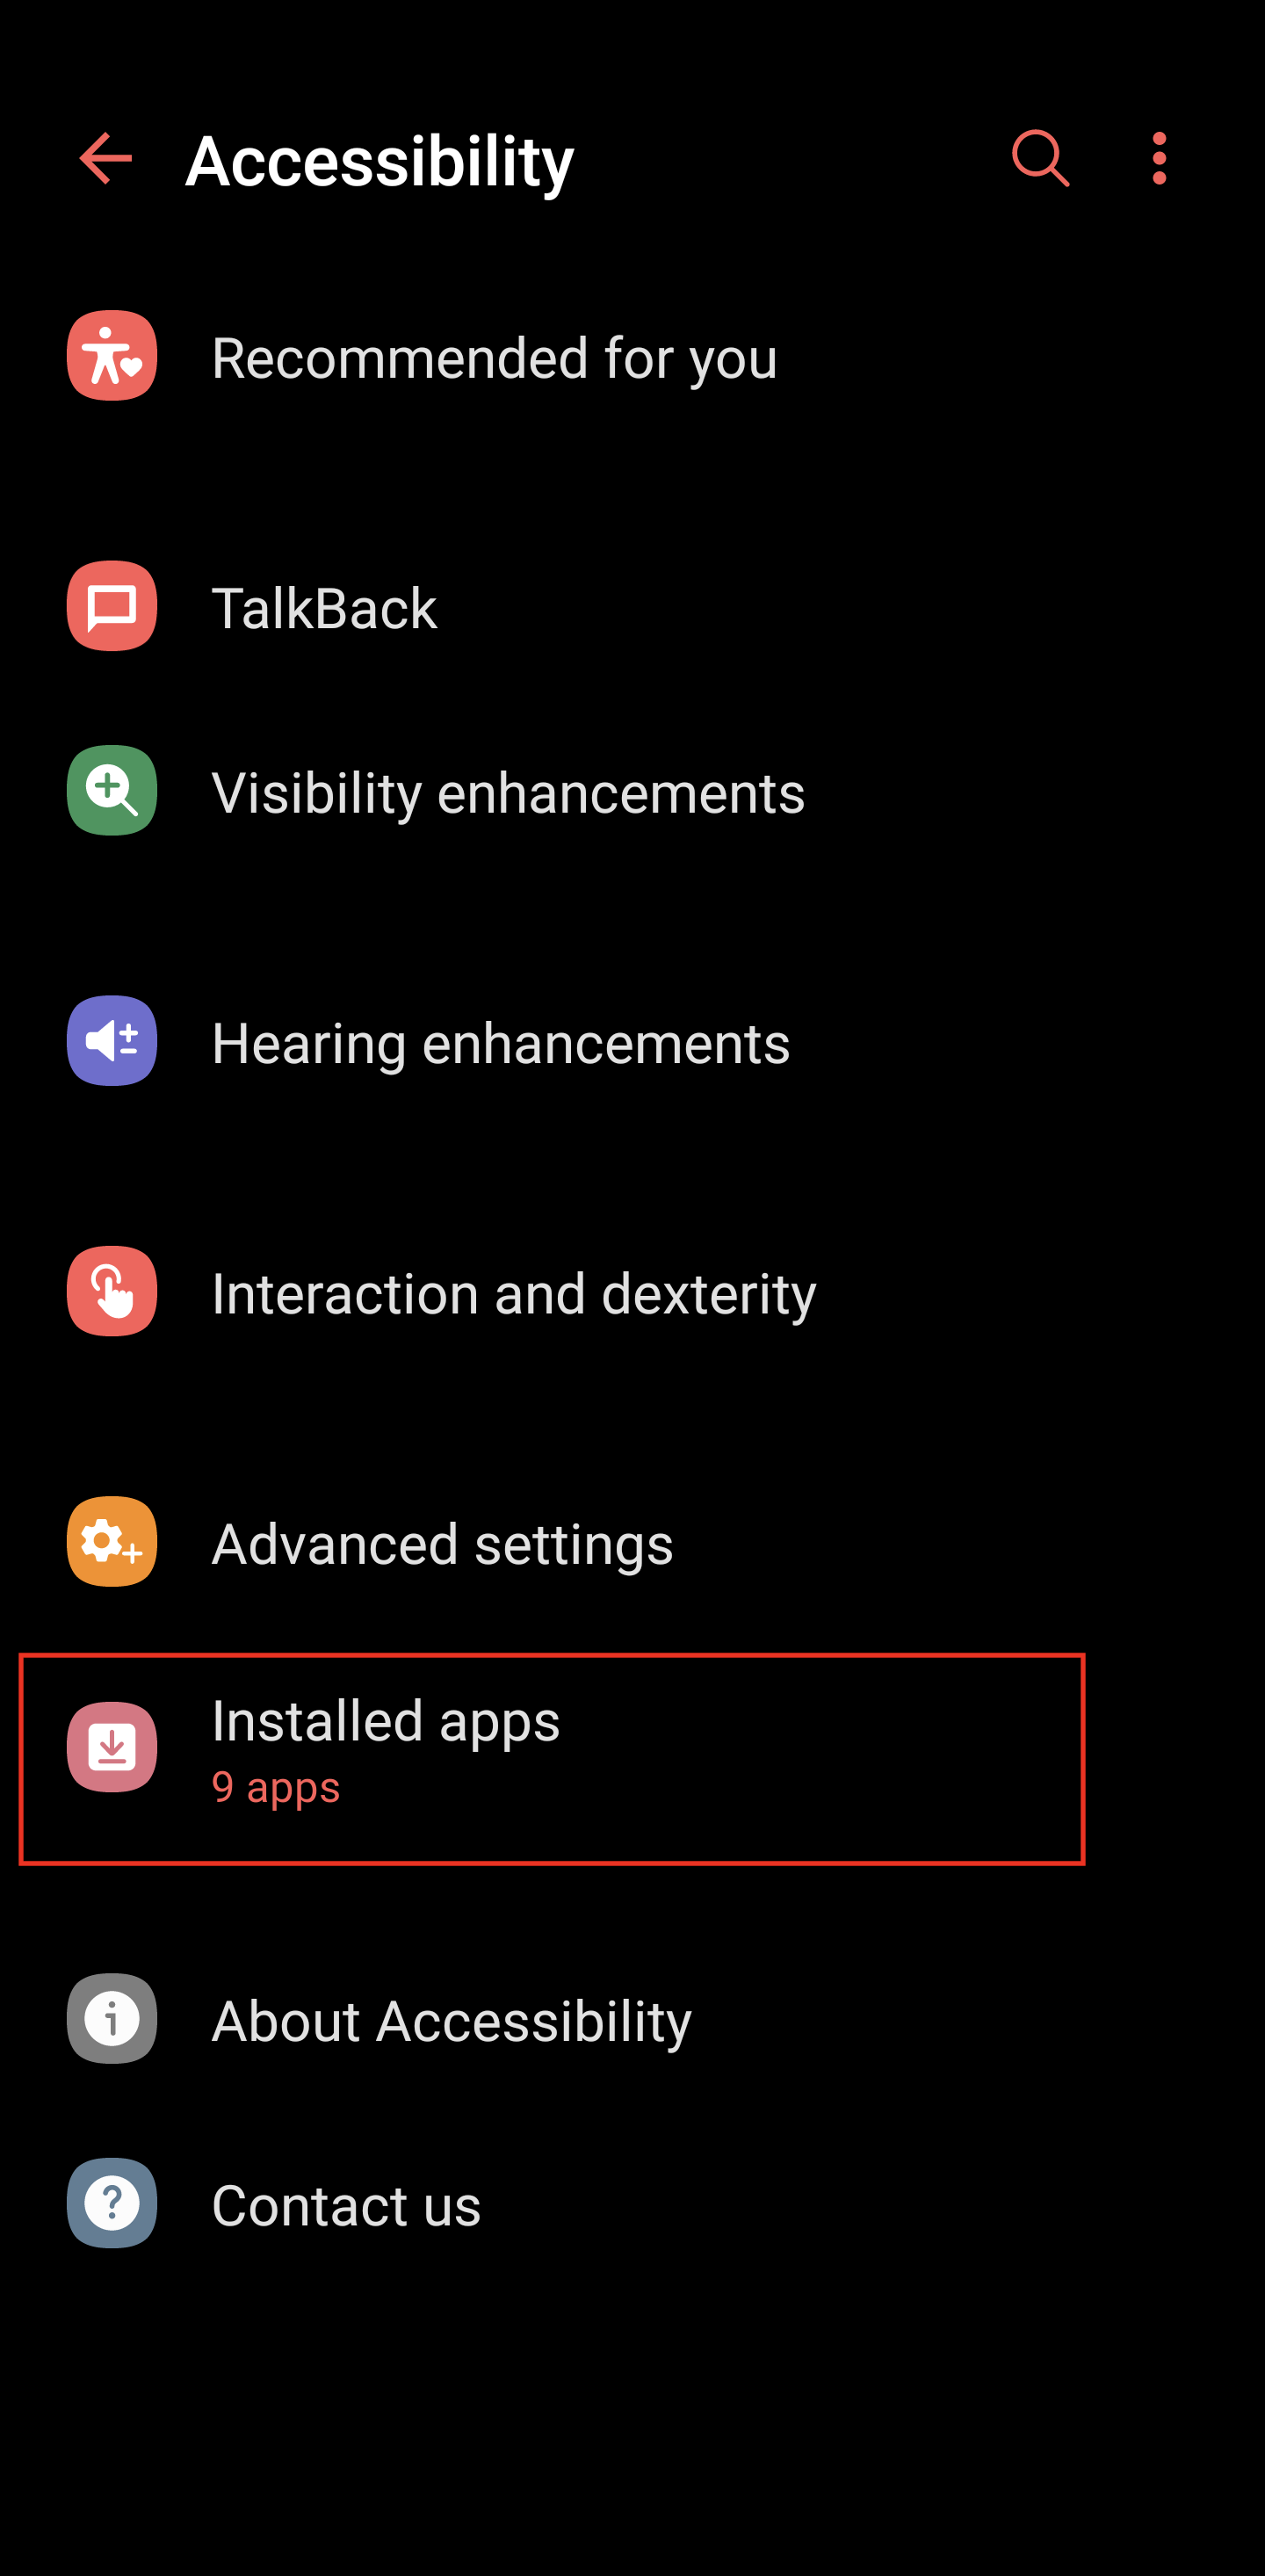 Accessibility
Recommended for you
TalkBack
Visibility enhancements
Hearing enhancements
Interaction and dexterity
Advanced settings
Installed apps
9 apps
About Accessibility
Contact us